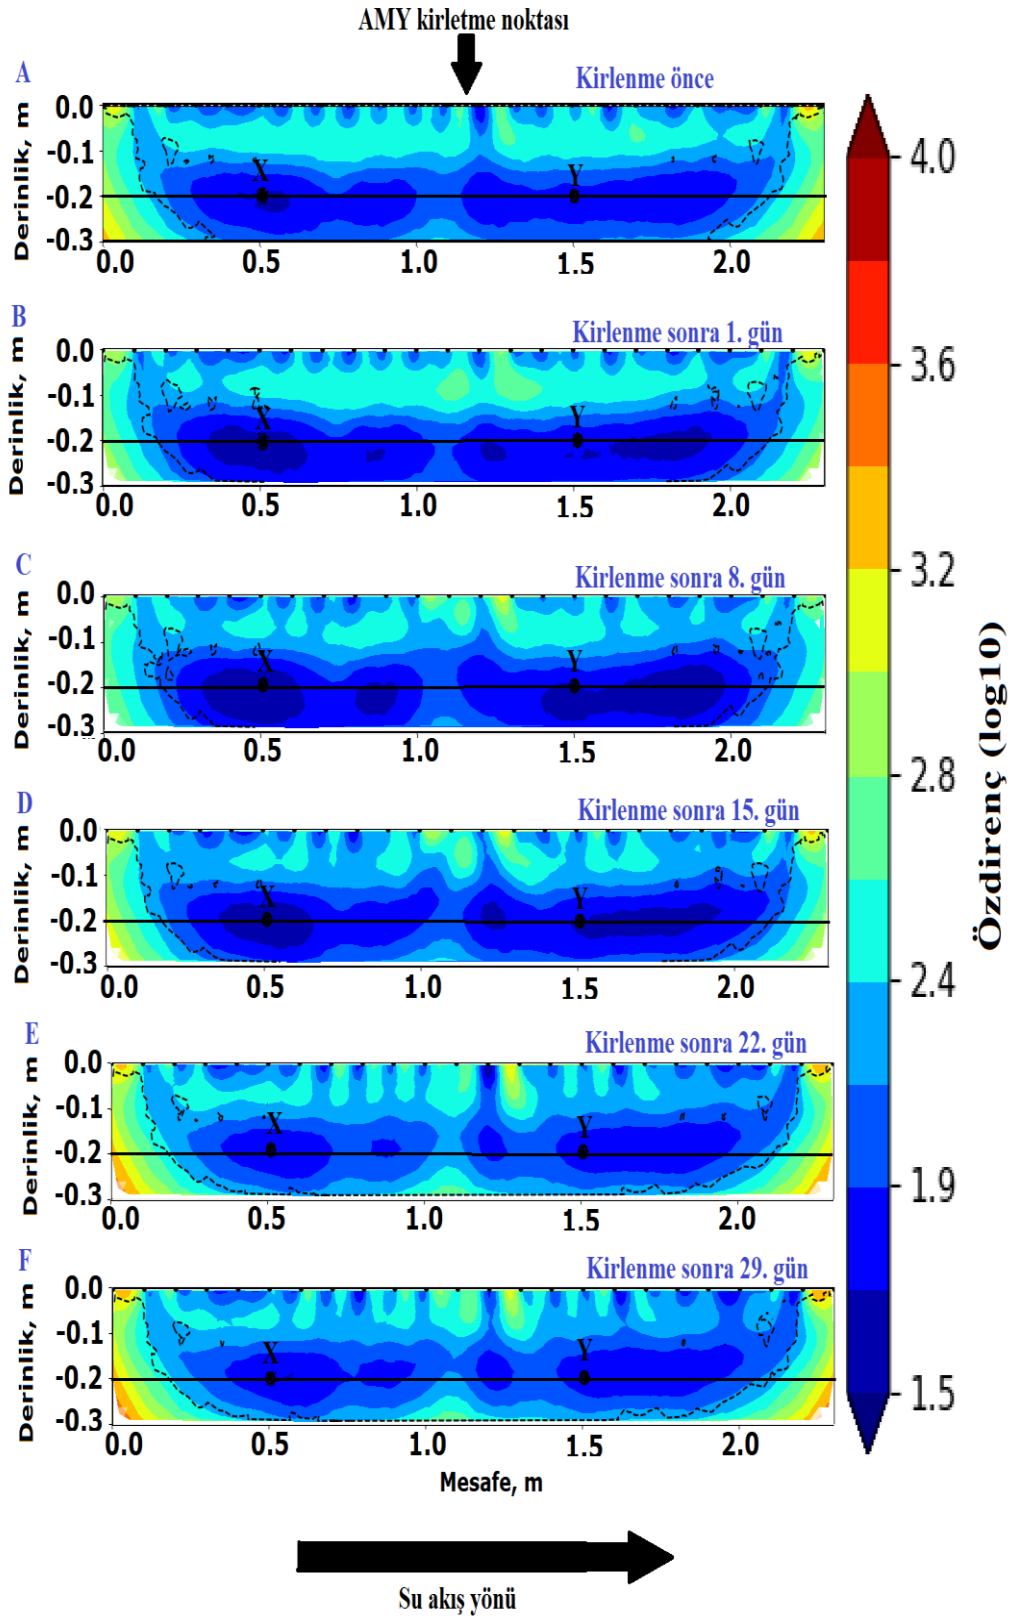 AMY kirletme noktası
A
Kirlenme önce
Derinlik, m
0.0
-0.1
-0.2
-0.3
X
Y
0.0 0.5 1.0 1.5 2.0
B
Kirlenme sonra 1. gün
Derinlik, m
0.0
-0.1
-0.2
-0.3
X
Y
0.0 0.5 1.0 1.5 2.0
C
Kirlenme sonra 8. gün
Derinlik, m
0.0
-0.1
-0.2
-0.3
X
Y
0.0 0.5 1.0 1.5 2.0
D
Kirlenme sonra 15. gün
Derinlik, m
0.0
-0.1
-0.2
-0.3
X
Y
0.0 0.5 1.0 1.5 2.0
E
Kirlenme sonra 22. gün
Derinlik, m
0.0
-0.1
-0.2
-0.3
X
Y
0.0 0.5 1.0 1.5 2.0
F
Kirlenme sonra 29. gün
Derinlik, m
0.0
-0.1
-0.2
-0.3
X
Y
0.0 0.5 1.0 1.5 2.0
Mesafe, m
Su akış yönü
4.0
3.6
3.2
2.8
2.4
1.9
1.5
Özdirenç (log10)